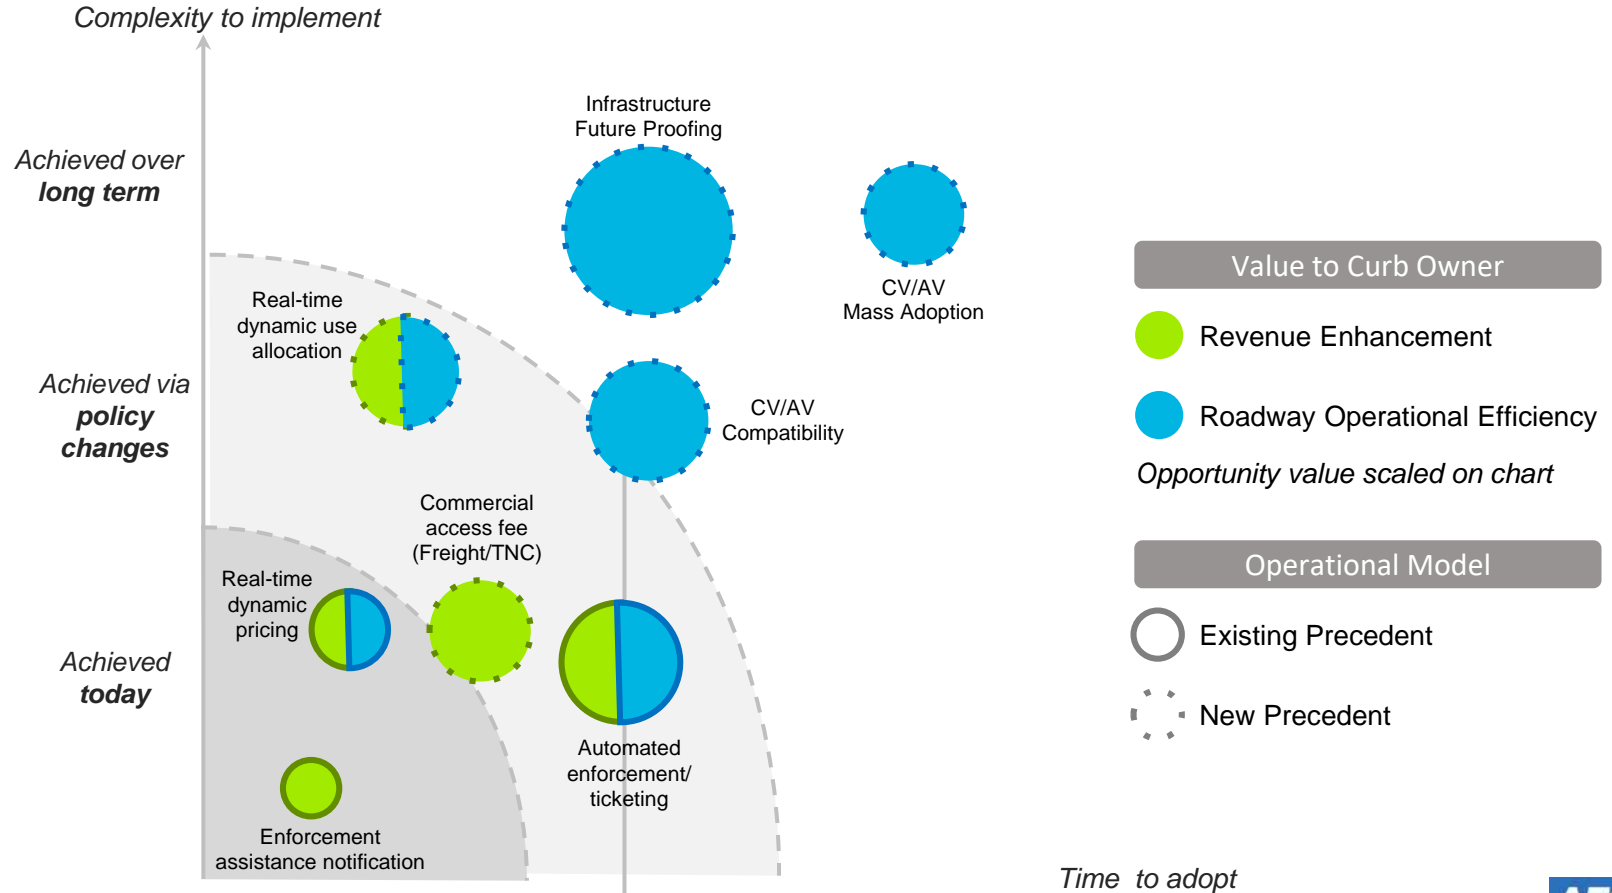 Complexity to implement
Achieved over
long term
Achieved via
policy
changes
Achieved
today
Infrastructure
Future Proofing
CV/AV
Mass Adoption
Real-time
dynamic use
allocation
CV/AV
Compatibility
Commercial
access fee
(Freight/TNC)
Real-time
dynamic
pricing
Automated
enforcement/
ticketing
Enforcement
assistance notification
Time  to adopt
Value to Curb Owner
Revenue Enhancement
Roadway Operational Efficiency
Opportunity value scaled on chart
Operational Model
Existing Precedent
New Precedent